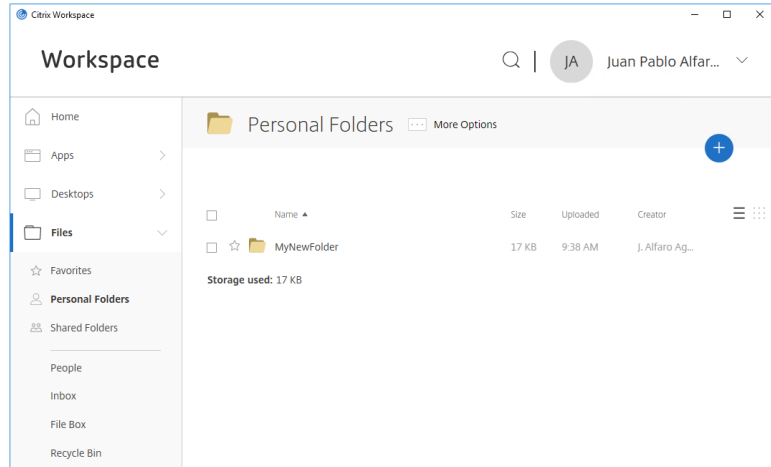 Citrix Workspace
Workspace
JA
Juan Pablo Alfar...
Home
Apps
Desktops
Files
Favorites
Personal Folders
Shared Folders
People
Inbox
File Box
Recycle Bin
Personal Folders
More Options
Name Size Uploaded Creator
MyNewFolder 17 KB 9:38 AM J. Alfaro Ag...
Storage used: 17 KB